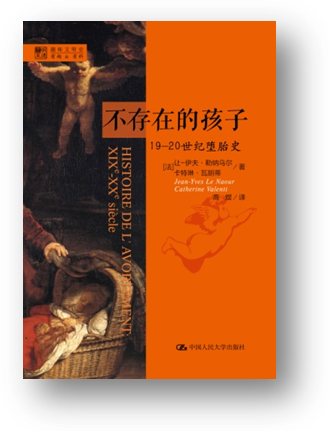 不存在的孩子
19-20世纪堕胎史
[法]让-伊夫·勒纳乌尔
卡特琳·瓦朗蒂
著
Jean-Yves Le Naour
Catherine Valenti
译
HISTOIRE DE L'AVORTEMENT
XIXe-XXe siècle
中国人民大学出版社